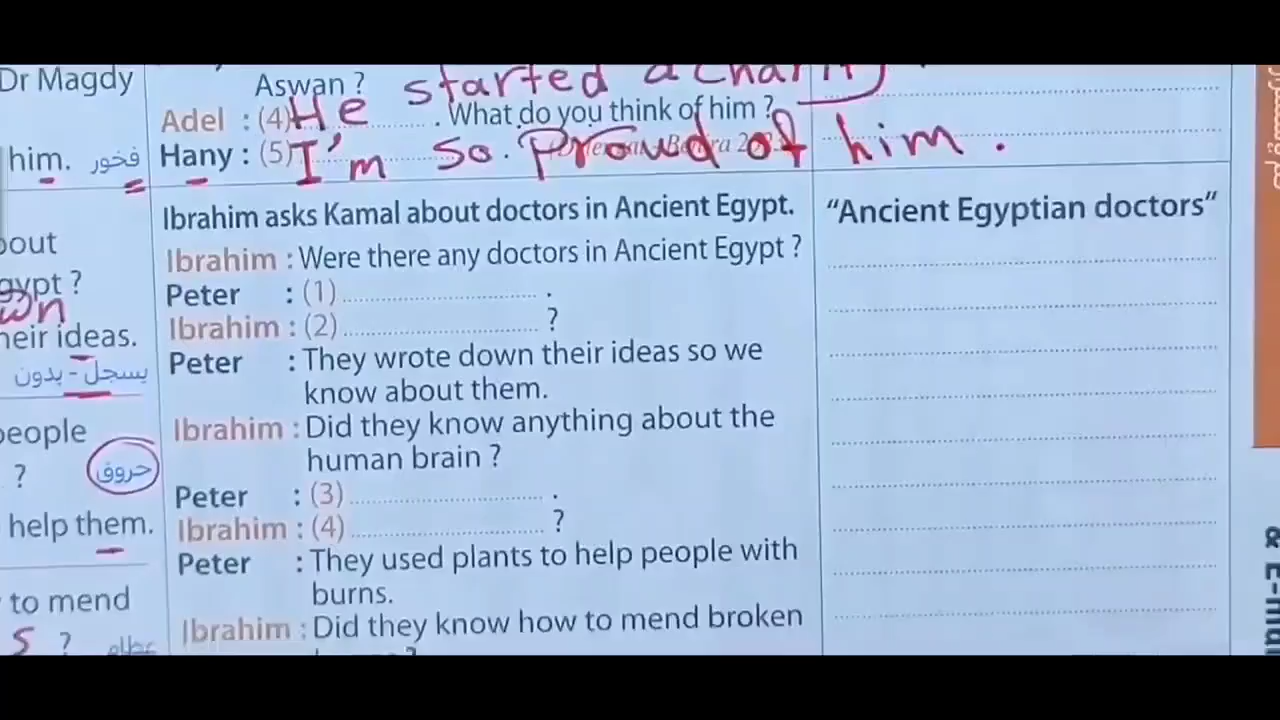 Dr Magdy
him. فخور
bout
gypt ?
wn
heir ideas.
يسجل - يدون
people
? حروف
help them.
to mend
s ? عظام
Aswan ? started a charity
Adel : (4) He . What do you think of him ?
Hany : (5) I'm so proud of him .
Ibrahim asks Kamal about doctors in Ancient Egypt.
Ibrahim : Were there any doctors in Ancient Egypt ?
Peter : (1) .
Ibrahim : (2) ?
Peter : They wrote down their ideas so we
know about them.
Ibrahim : Did they know anything about the
human brain ?
Peter : (3) .
Ibrahim : (4) ?
Peter : They used plants to help people with
burns.
Ibrahim : Did they know how to mend broken
"Ancient Egyptian doctors"
& E-mail